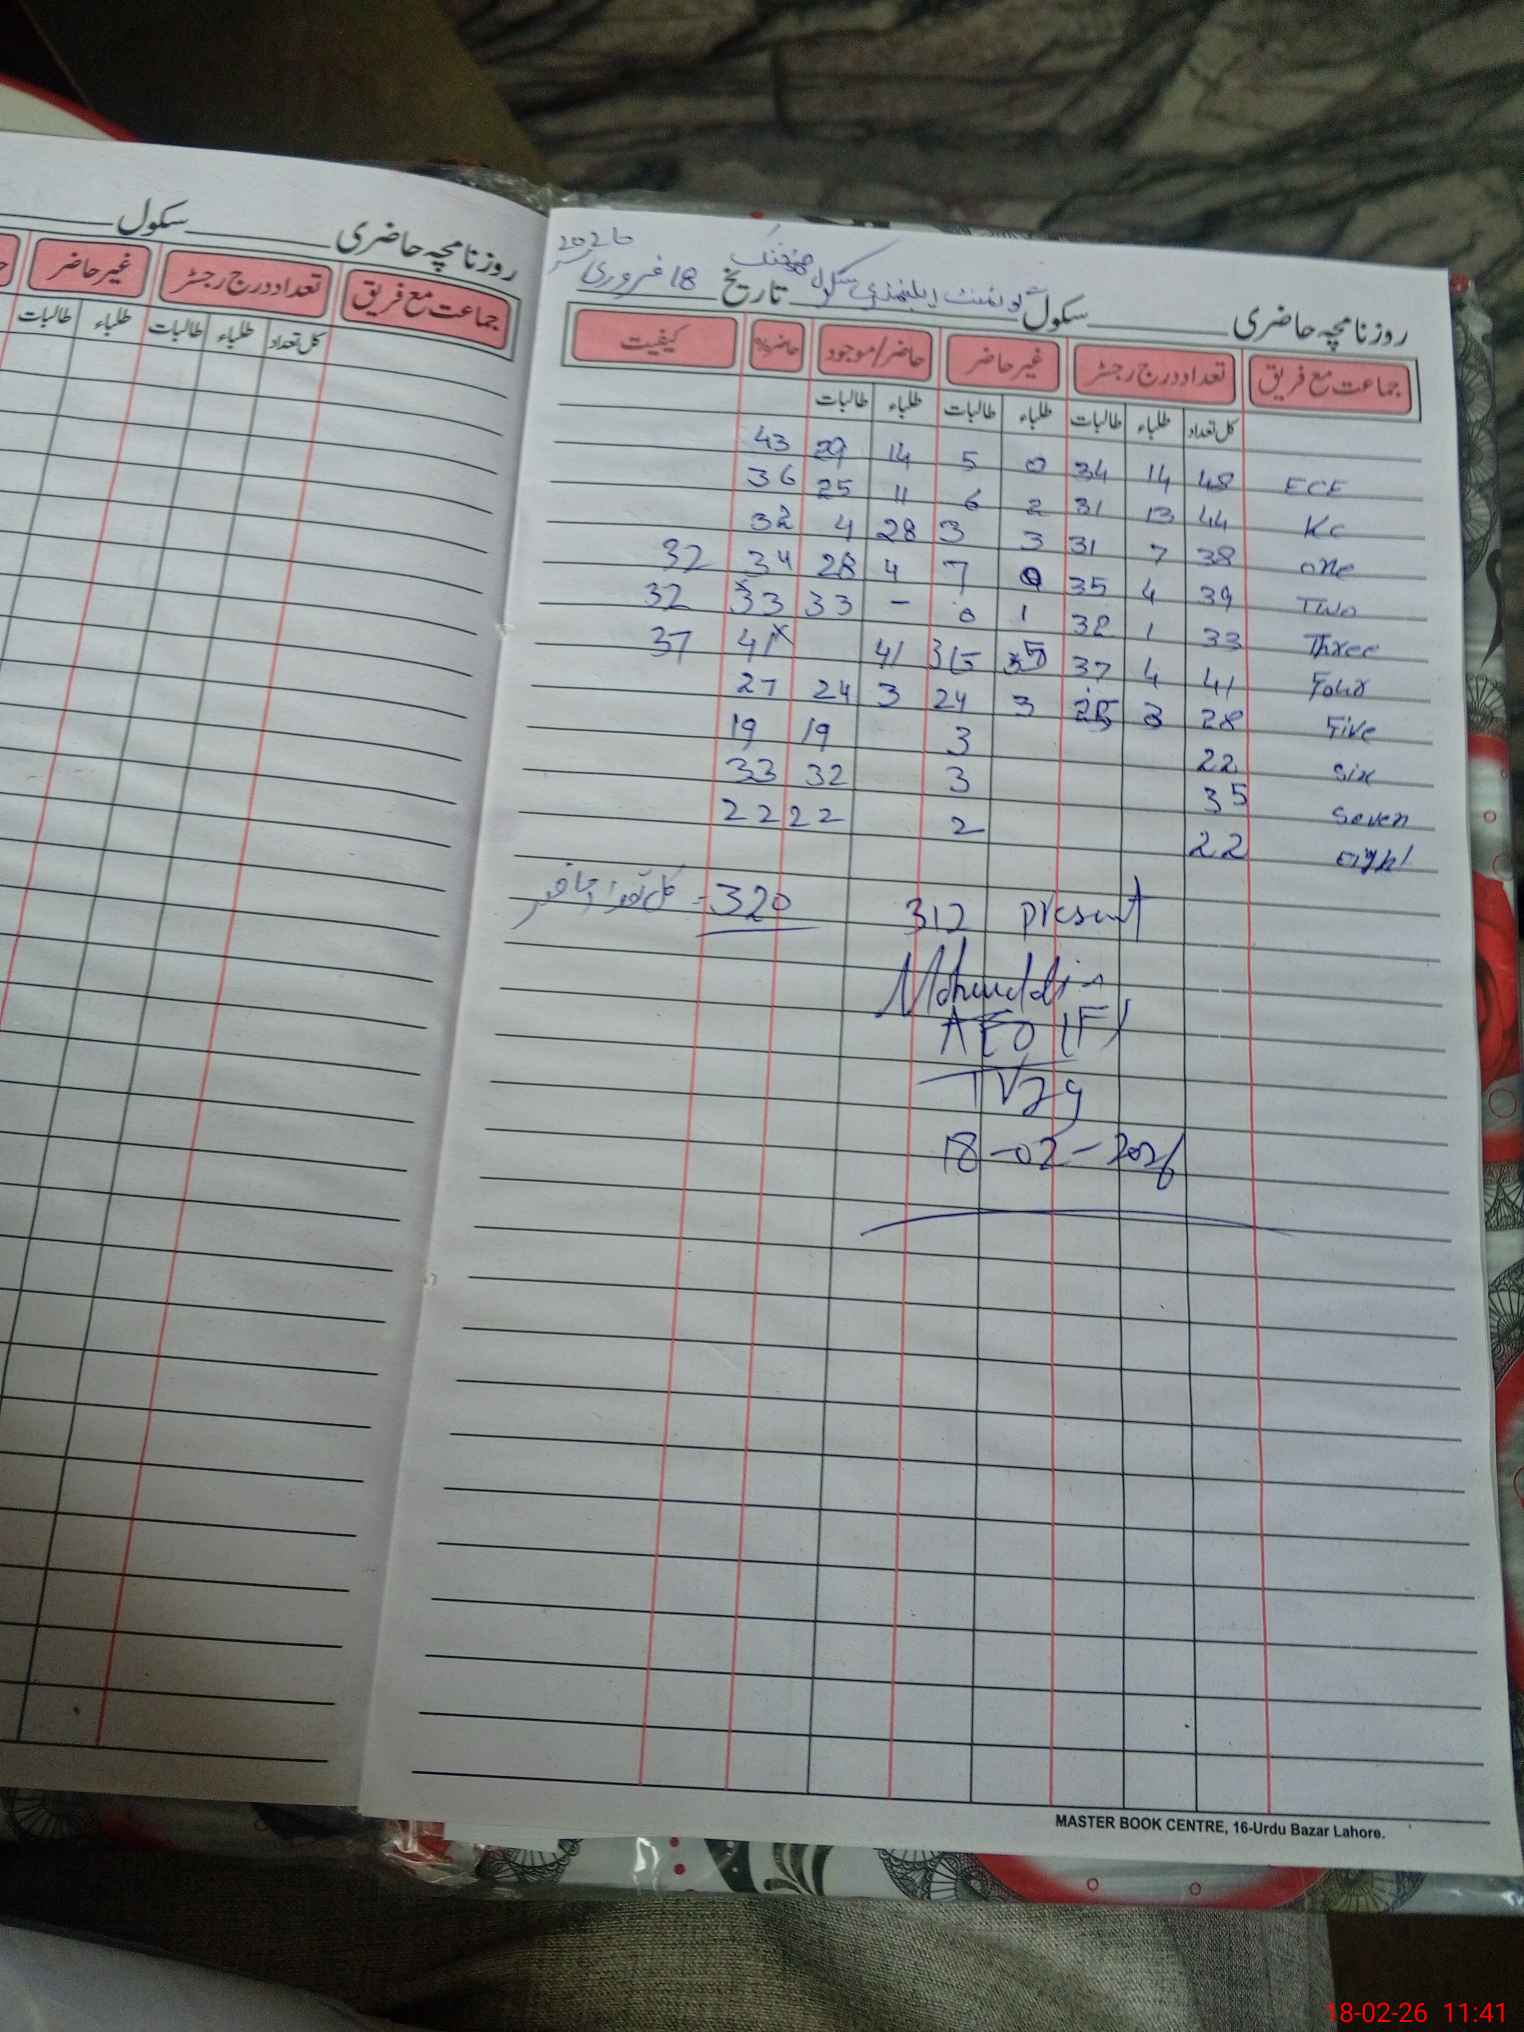 روزنامچہ حاضری سکول
جماعت مع فریق تعداد درج رجسٹر غیر حاضر
کل تعداد طلباء طالبات طلباء طالبات
2026
روزنامچہ حاضری سکول گورنمنٹ ایلیمنٹری سکول تاریخ 18 فروری
جماعت مع فریق تعداد درج رجسٹر غیر حاضر حاضر/موجود حاضر% کیفیت
کل تعداد طلباء طالبات طلباء طالبات طلباء طالبات
ECE 48 14 34 0 5 14 29 43
KC 44 13 31 2 6 11 25 36
one 38 7 31 3 3 28 4 32
Two 39 4 35 0 7 4 28 34 32
Three 33 1 32 1 0 - 33 33 32
Four 41 4 37 41 41 37
Five 28 3 25 3 24 3 24 27
Six 22 3 19 19
Seven 35 3 32 33
eight 22 2 22 22
312 present
320 =
AEO (F)
18-02-2026
MASTER BOOK CENTRE, 16-Urdu Bazar Lahore.
18-02-26 11:41